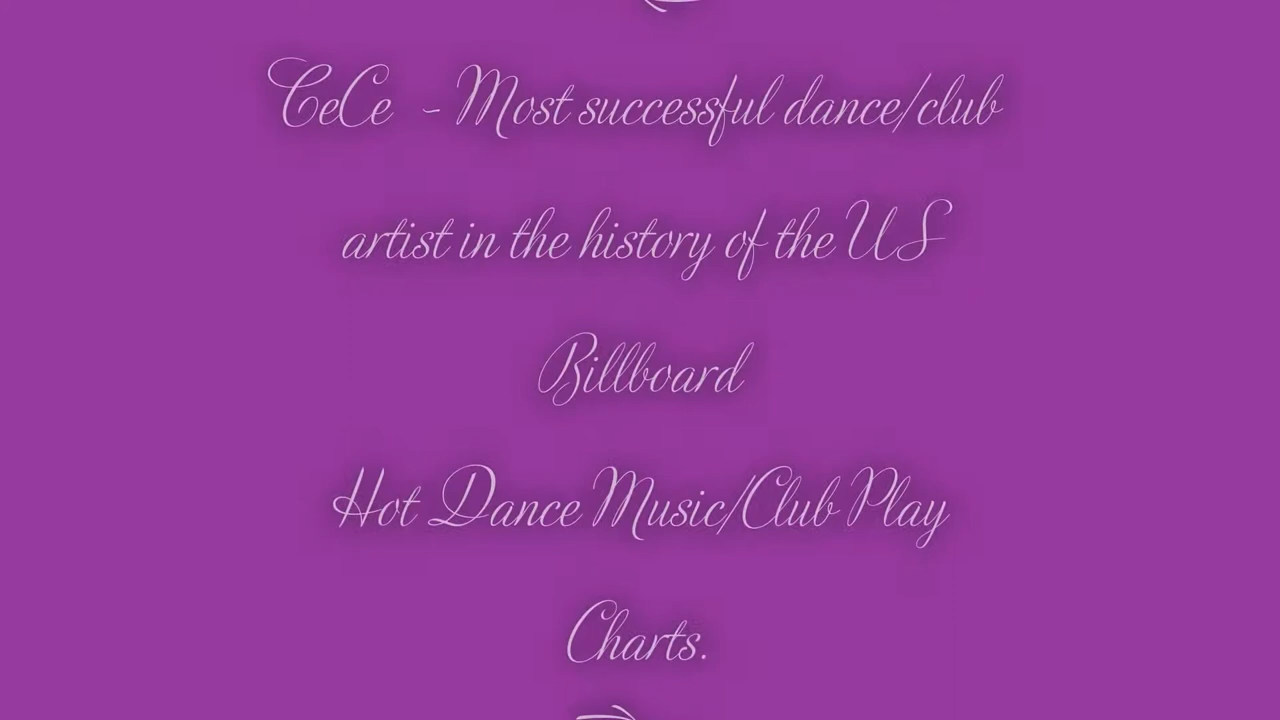 CeCe - Most successful dance/club
artist in the history of the US
Billboard
Hot Dance Music/Club Play
Charts.